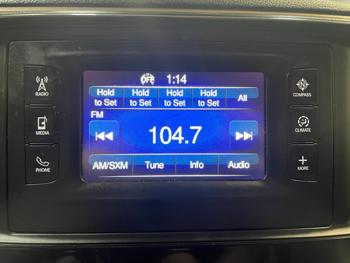 OFF 1:14
Hold to Set Hold to Set Hold to Set Hold to Set All
FM
104.7
AM/SXM Tune Info Audio
RADIO
MEDIA
PHONE
COMPASS
CLIMATE
MORE